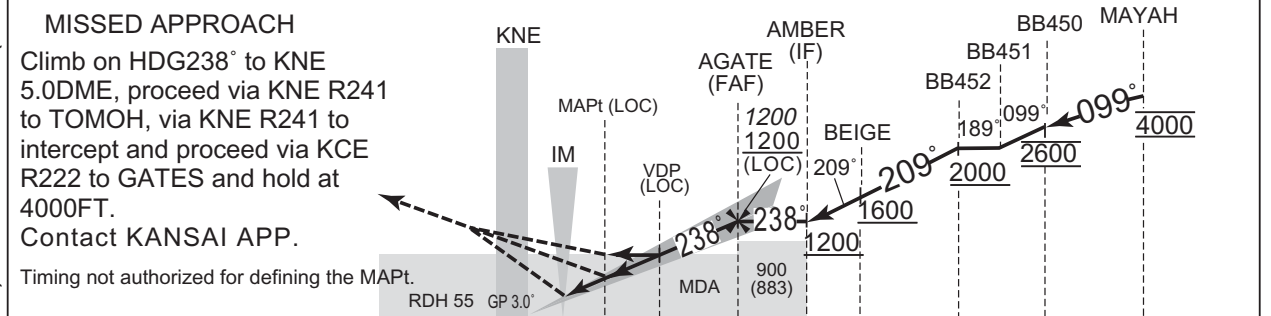 MISSED APPROACH
Climb on HDG238° to KNE
5.0DME, proceed via KNE R241
to TOMOH, via KNE R241 to
intercept and proceed via KCE
R222 to GATES and hold at
4000FT.
Contact KANSAI APP.
Timing not authorized for defining the MAPt.
KNE
IM
MAPt (LOC)
VDP
(LOC)
AGATE
(FAF)
1200
1200
(LOC)
AMBER
(IF)
BEIGE
BB452
BB451
BB450
MAYAH
238°
238°
209°
209°
189°
099°
099°
1200
1600
2000
2600
4000
RDH 55 GP 3.0°
MDA
900
(883)